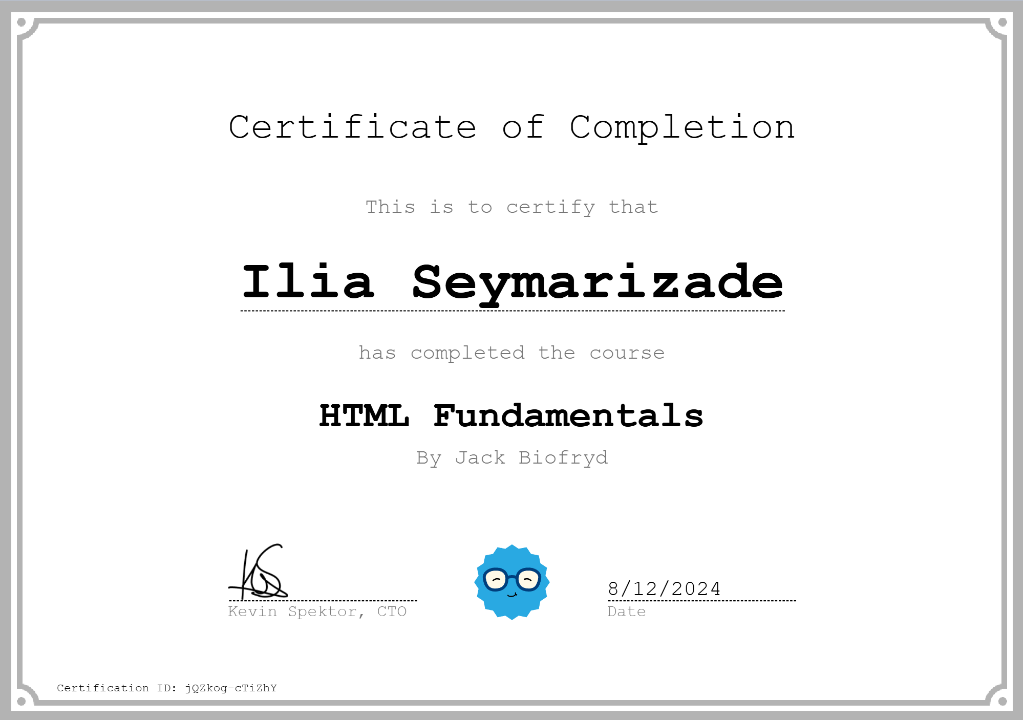 Certificate of Completion
This is to certify that
Ilia Seymarizade
has completed the course
HTML Fundamentals
By Jack Biofryd
8/12/2024
Kevin Spektor, CTO
Date
Certification ID: jQZkog-cTiZhY